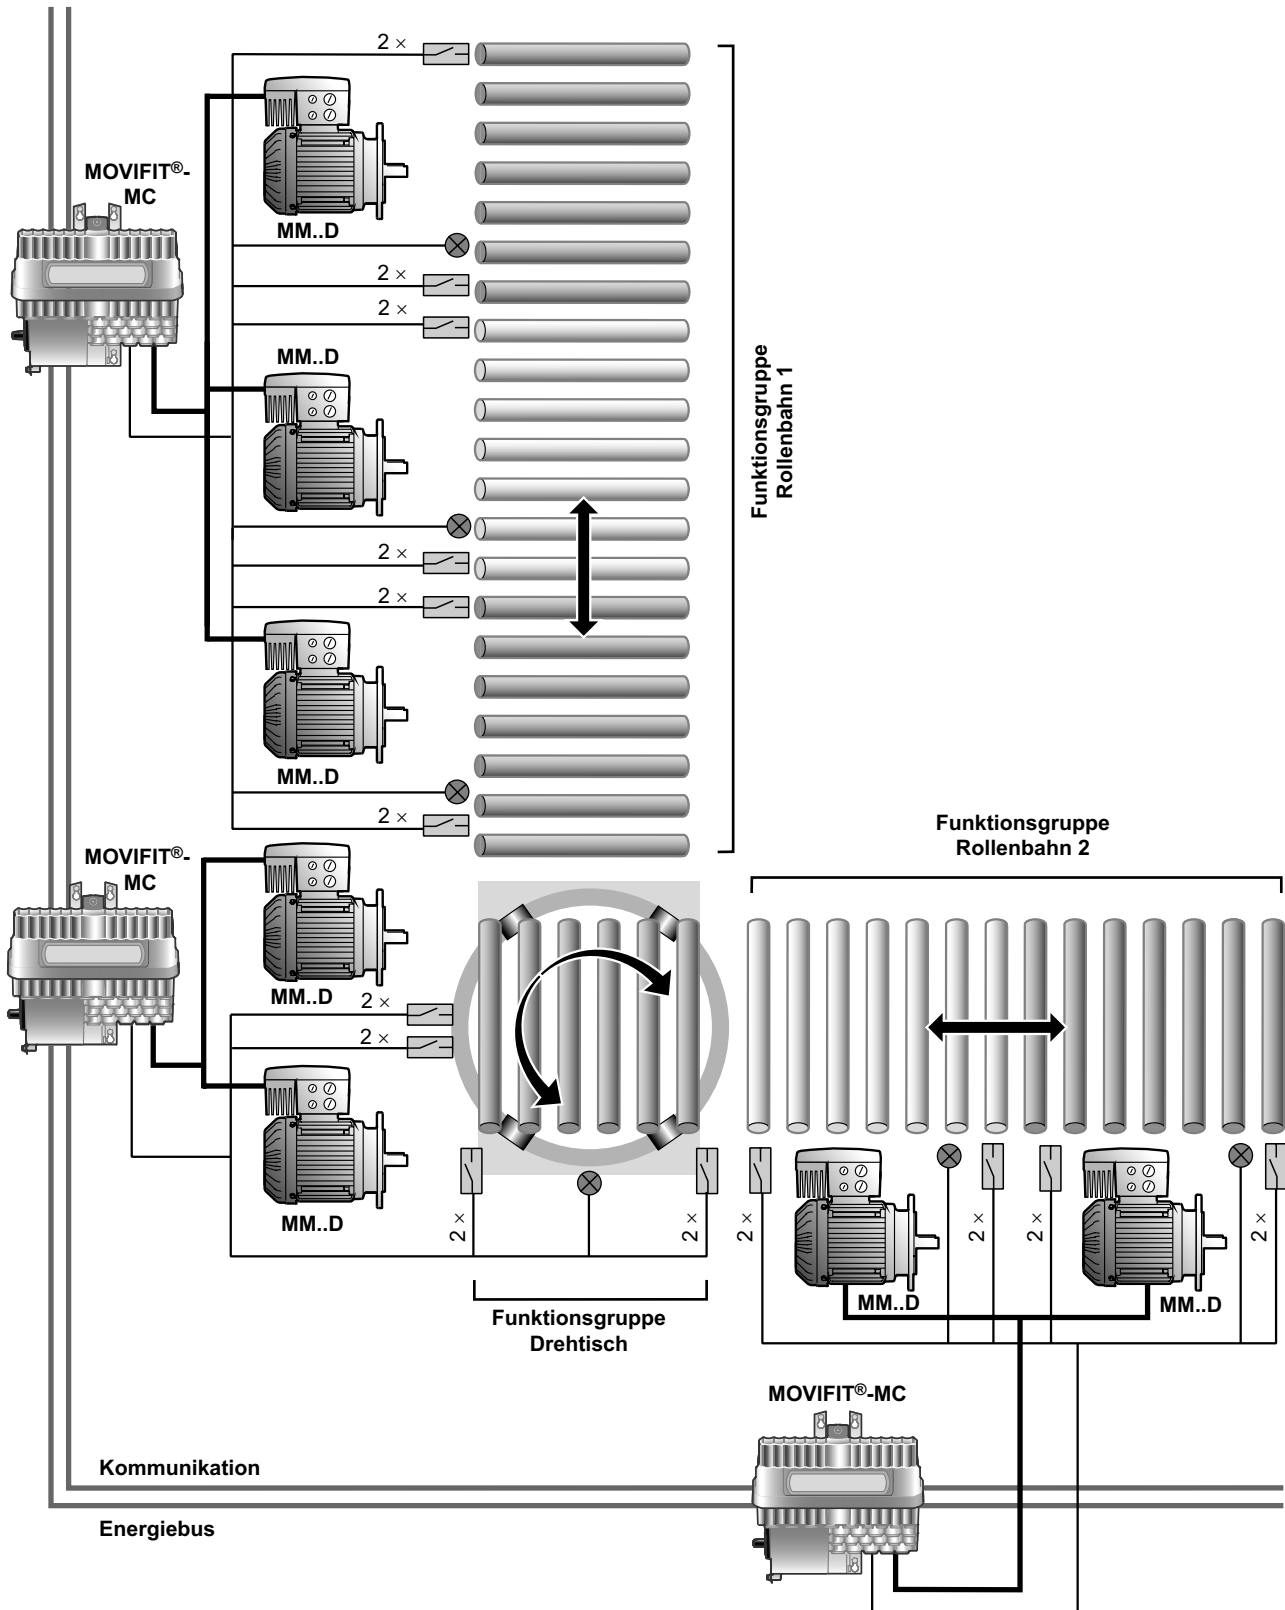 2 ×
MOVIFIT®-
MC
MM..D
2 ×
2 ×
MM..D
Funktionsgruppe
Rollenbahn 1
2 ×
2 ×
MM..D
2 ×
MOVIFIT®-
MC
Funktionsgruppe
Rollenbahn 2
MM..D
2 ×
2 ×
MM..D
2 ×
2 ×
2 ×
2 ×
2 ×
2 ×
MM..D
MM..D
Funktionsgruppe
Drehtisch
MOVIFIT®-MC
Kommunikation
Energiebus